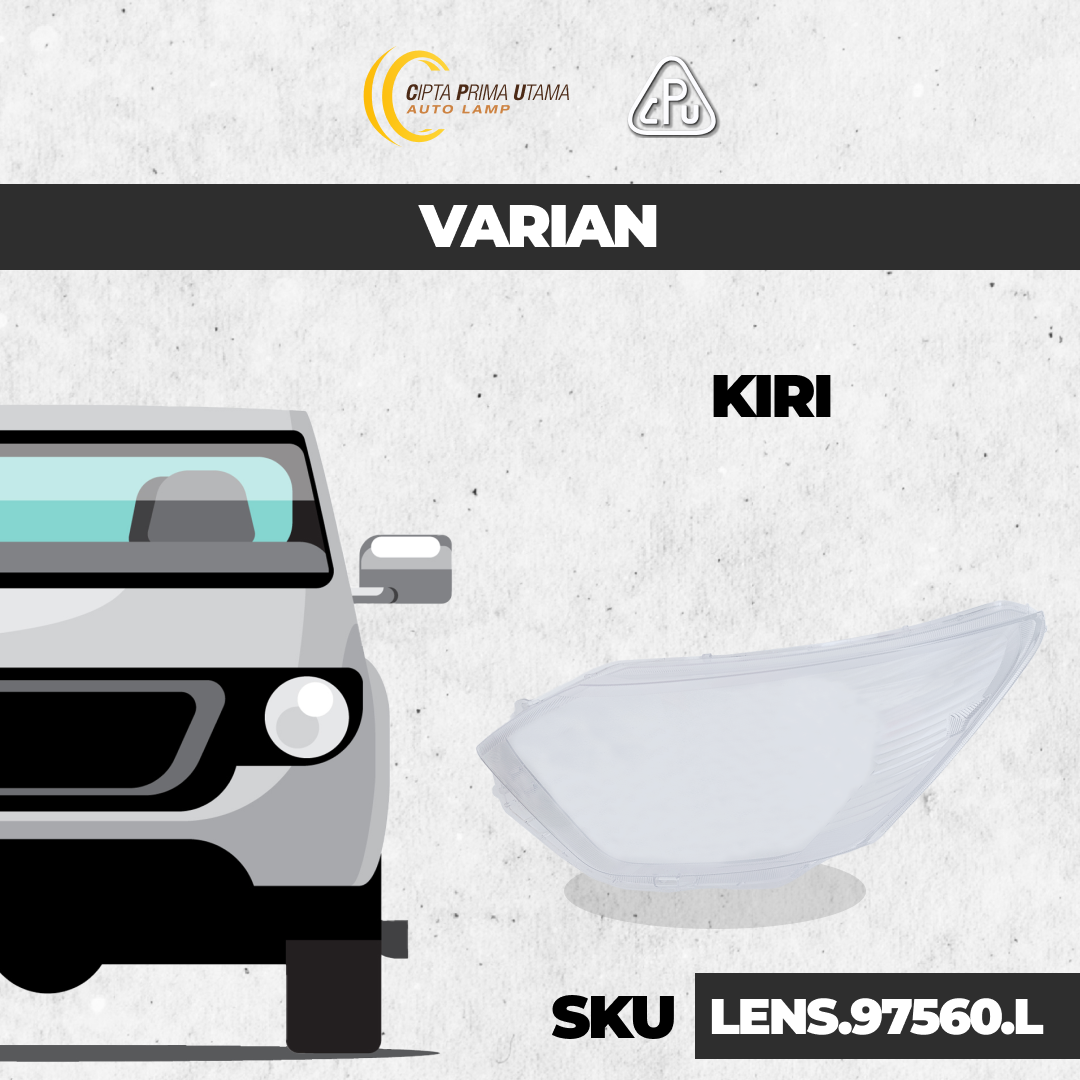 CIPTA PRIMA UTAMA
AUTO LAMP
CPU
VARIAN
KIRI
SKU LENS.97560.L